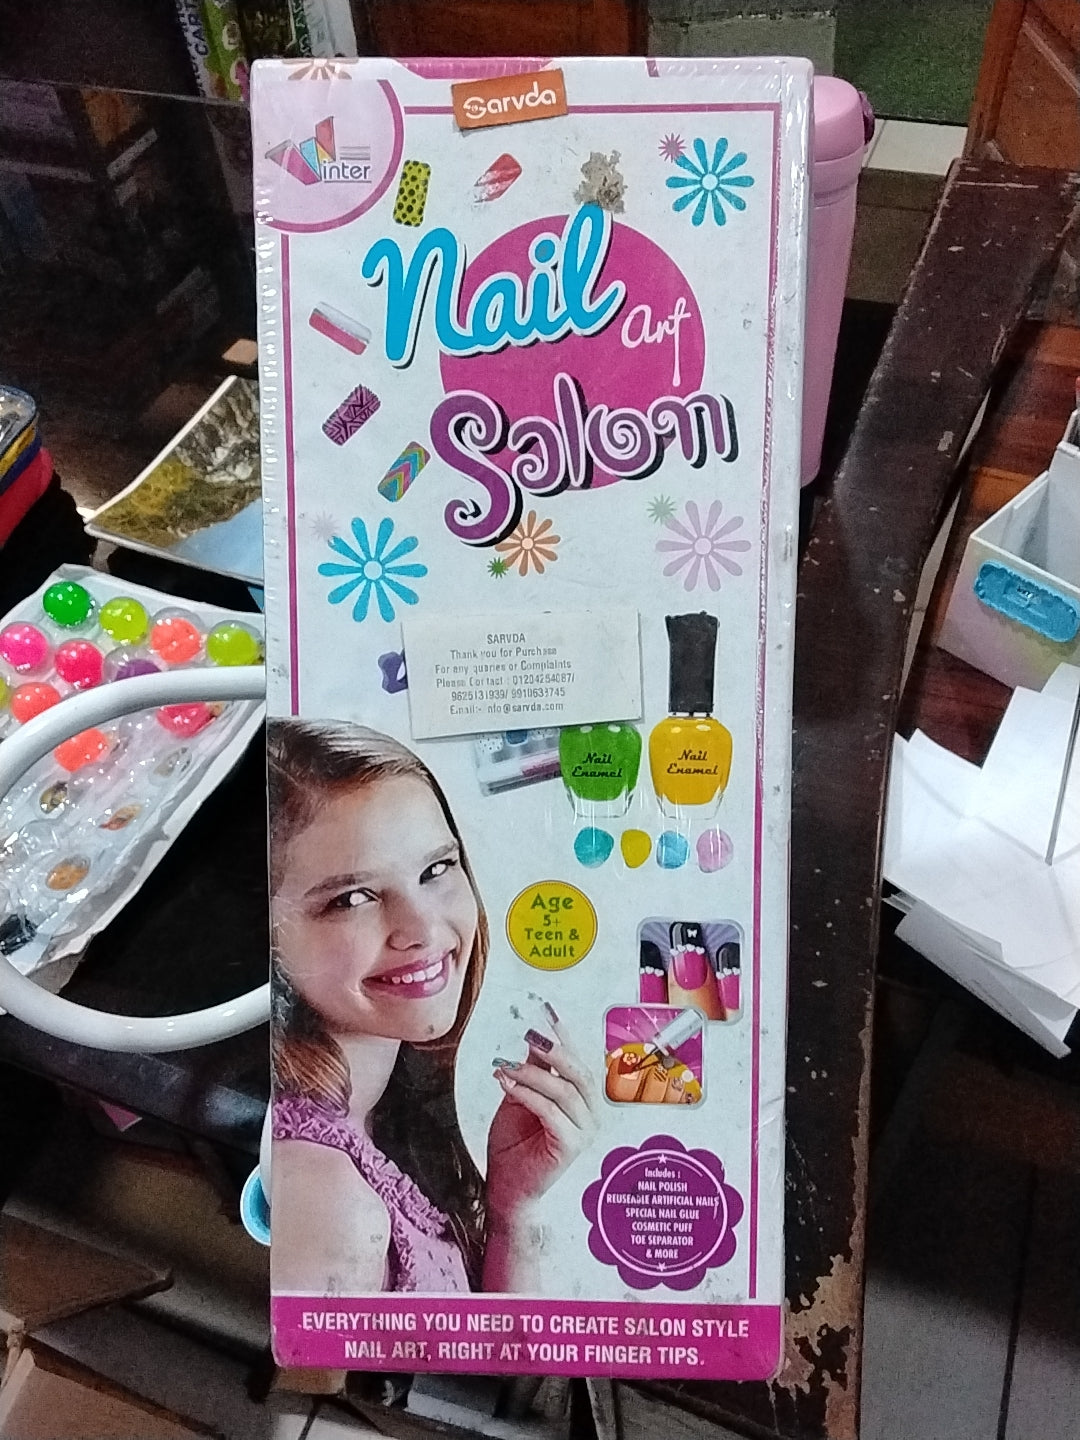 Sarvda
Winter
Nail
art
Salon
SARVDA
Thank you for Purchase
For any quaries or Complaints
Please Contact : 01204254087/
9625131939/
Email:- nfo@sarvda.com
Nail
Enamel
Nail
Enamel
Age
5+
Teen &
Adult
Includes :
NAIL POLISH
REUSEABLE ARTIFICIAL NAILS
SPECIAL NAIL GLUE
COSMETIC PUFF
TOE SEPARATOR
& MORE
EVERYTHING YOU NEED TO CREATE SALON STYLE
NAIL ART, RIGHT AT YOUR FINGER TIPS.